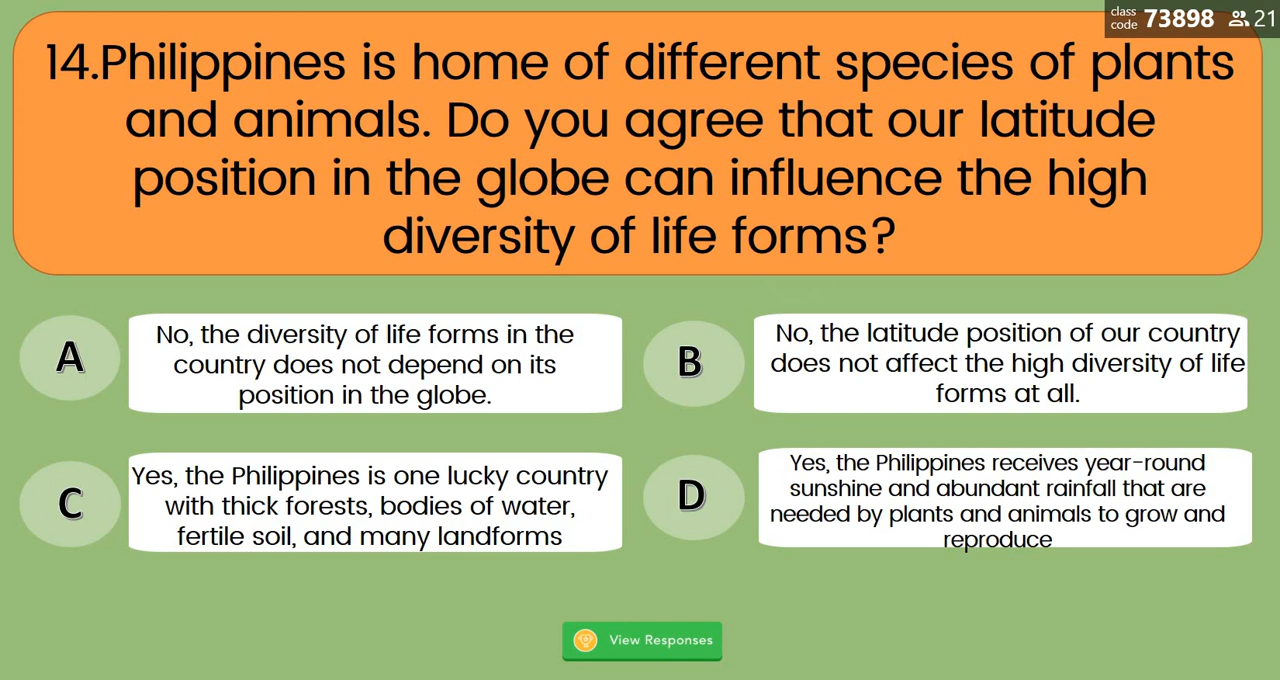 class
code 73898 21
14.Philippines is home of different species of plants
and animals. Do you agree that our latitude
position in the globe can influence the high
diversity of life forms?
A
No, the diversity of life forms in the
country does not depend on its
position in the globe.
B
No, the latitude position of our country
does not affect the high diversity of life
forms at all.
C
Yes, the Philippines is one lucky country
with thick forests, bodies of water,
fertile soil, and many landforms
D
Yes, the Philippines receives year-round
sunshine and abundant rainfall that are
needed by plants and animals to grow and
reproduce
View Responses